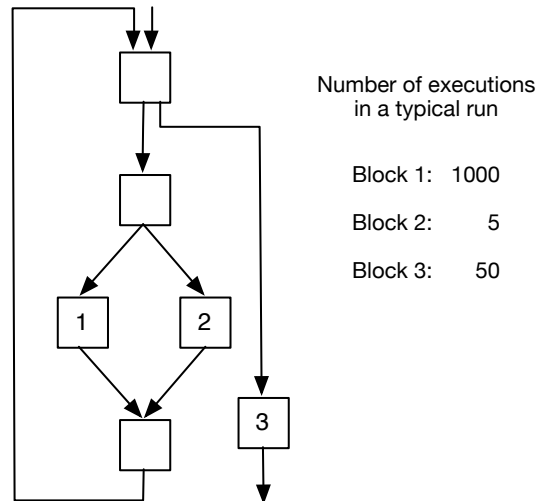 Number of executions
in a typical run
Block 1: 1000
Block 2: 5
Block 3: 50
1
2
3